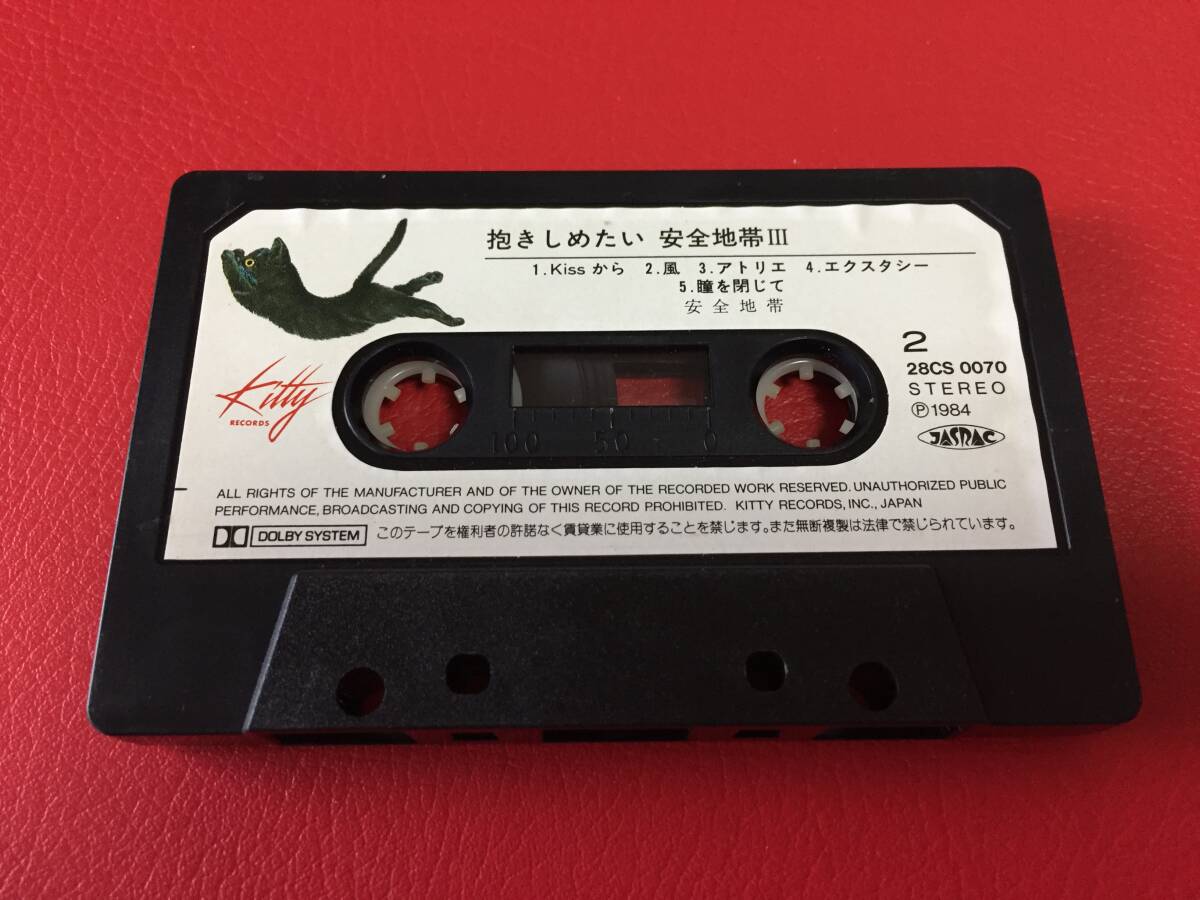 抱きしめたい 安全地帯III
1.Kiss から 2.風 3.アトリエ 4.エクスタシー
5.瞳を閉じて
安全地帯
Kitty
RECORDS
2
28CS 0070
STEREO
Ⓟ1984
JASRAC
100 50 0
ALL RIGHTS OF THE MANUFACTURER AND OF THE OWNER OF THE RECORDED WORK RESERVED. UNAUTHORIZED PUBLIC
PERFORMANCE, BROADCASTING AND COPYING OF THIS RECORD PROHIBITED. KITTY RECORDS, INC., JAPAN
DOLBY SYSTEM このテープを権利者の許諾なく賃貸業に使用することを禁じます。また無断複製は法律で禁じられています。